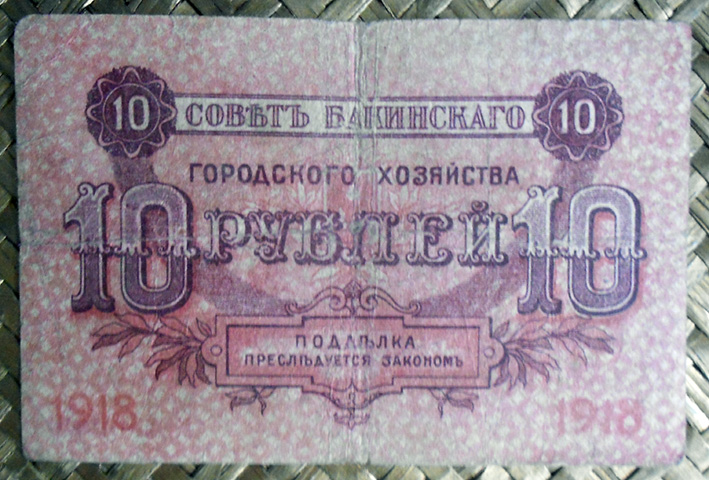 10 СОВѢТЪ БАКИНСКАГО 10
ГОРОДСКОГО ХОЗЯЙСТВА
10 РУБЛЕЙ 10
ПОДДѢЛКА
ПРЕСЛѢДУЕТСЯ ЗАКОНОМЪ
1918 1918